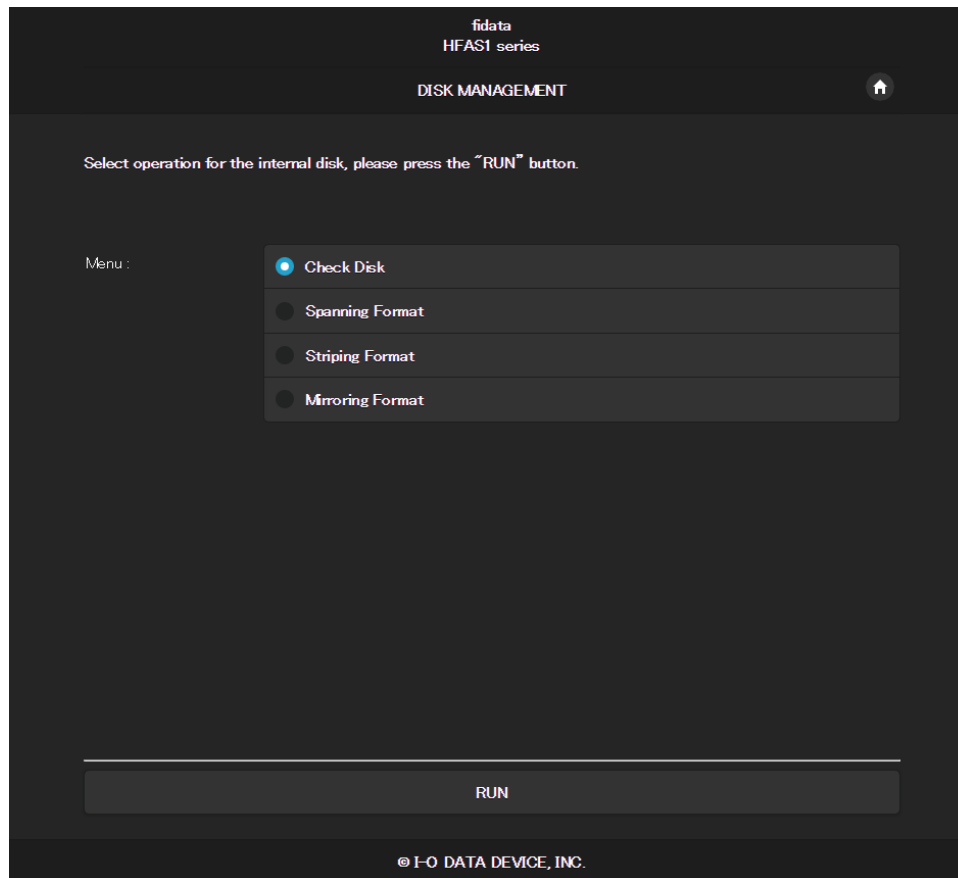 fidata
HFAS1 series
DISK MANAGEMENT
Select operation for the internal disk, please press the ˝RUN” button.
Menu :
Check Disk
Spanning Format
Striping Format
Mirroring Format
RUN
© I-O DATA DEVICE, INC.